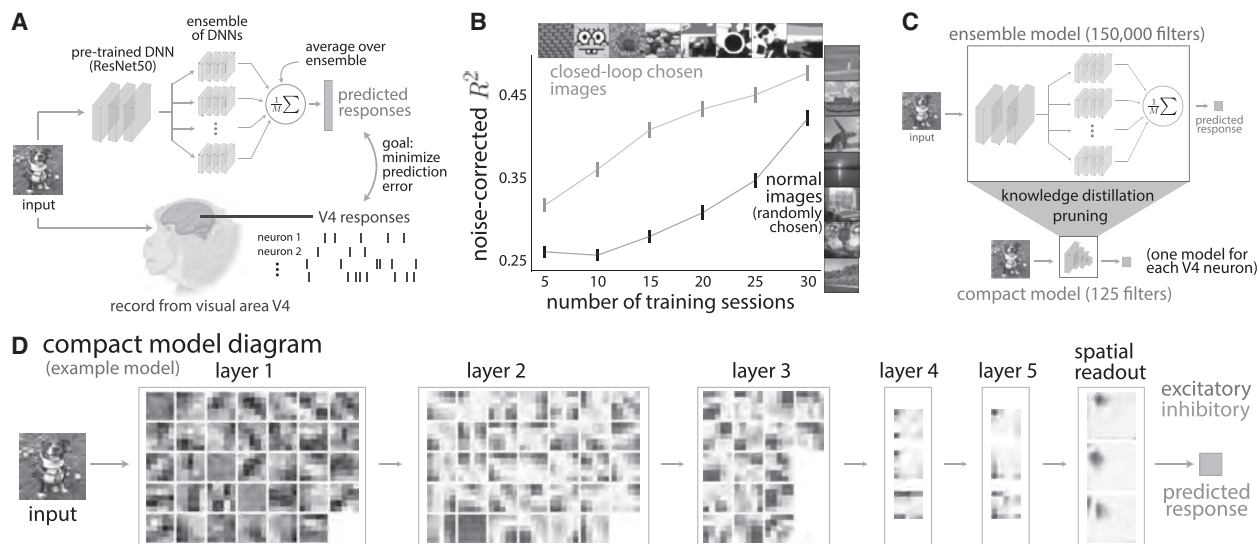 A
pre-trained DNN
(ResNet50)
ensemble
of DNNs
average over
ensemble
1/M ∑
predicted
responses
goal:
minimize
prediction
error
input
V4 responses
neuron 1
neuron 2
record from visual area V4
B
noise-corrected R²
closed-loop chosen
images
0.45
0.35
0.25
normal
images
(randomly
chosen)
5 10 15 20 25 30
number of training sessions
C
ensemble model (150,000 filters)
input
1/M ∑
predicted
response
knowledge distillation
pruning
(one model for
each V4 neuron)
compact model (125 filters)
D compact model diagram
(example model)
input
layer 1
layer 2
layer 3
layer 4
layer 5
spatial
readout
excitatory
inhibitory
predicted
response